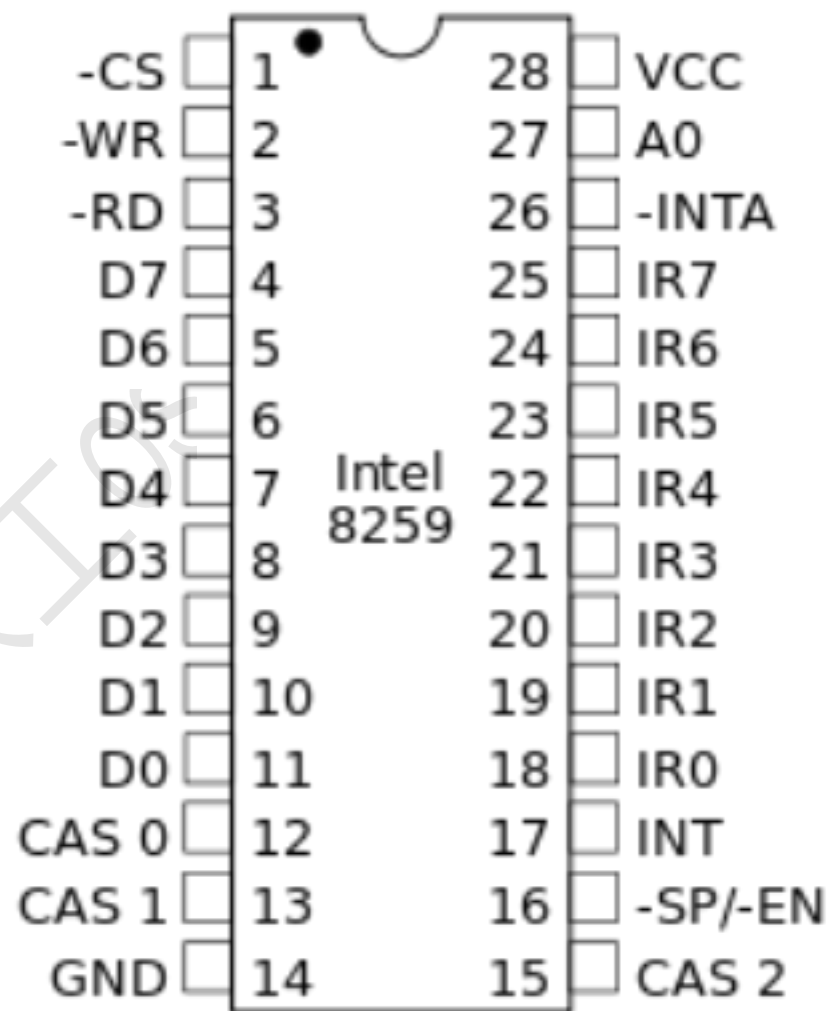 -CS 1 28 VCC
-WR 2 27 A0
-RD 3 26 -INTA
D7 4 25 IR7
D6 5 24 IR6
D5 6 23 IR5
D4 7 22 IR4
Intel
8259
D3 8 21 IR3
D2 9 20 IR2
D1 10 19 IR1
D0 11 18 IR0
CAS 0 12 17 INT
CAS 1 13 16 -SP/-EN
GND 14 15 CAS 2